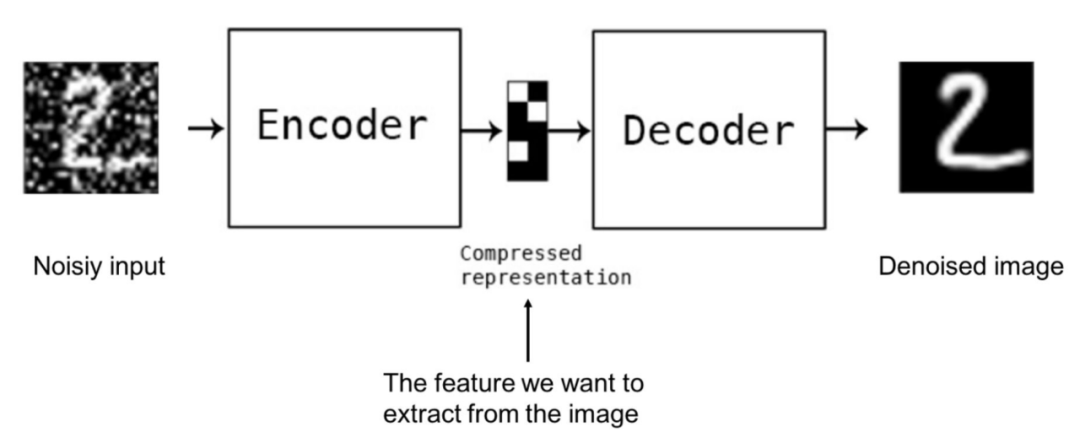 Encoder
Decoder
Noisiy input
Compressed
representation
Denoised image
The feature we want to
extract from the image